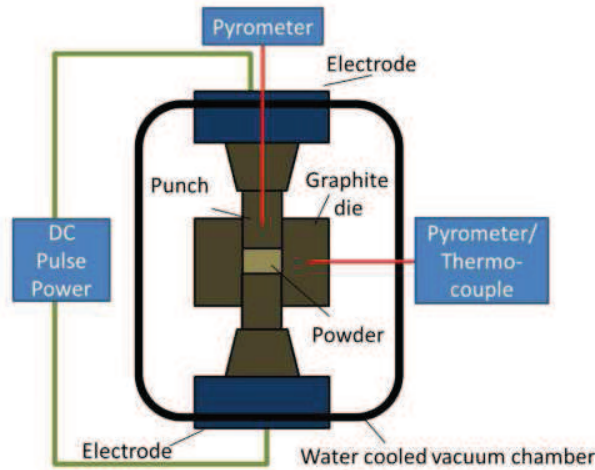 Pyrometer
Electrode
Punch
Graphite
die
DC
Pulse
Power
Pyrometer/
Thermo-
couple
Powder
Electrode
Water cooled vacuum chamber